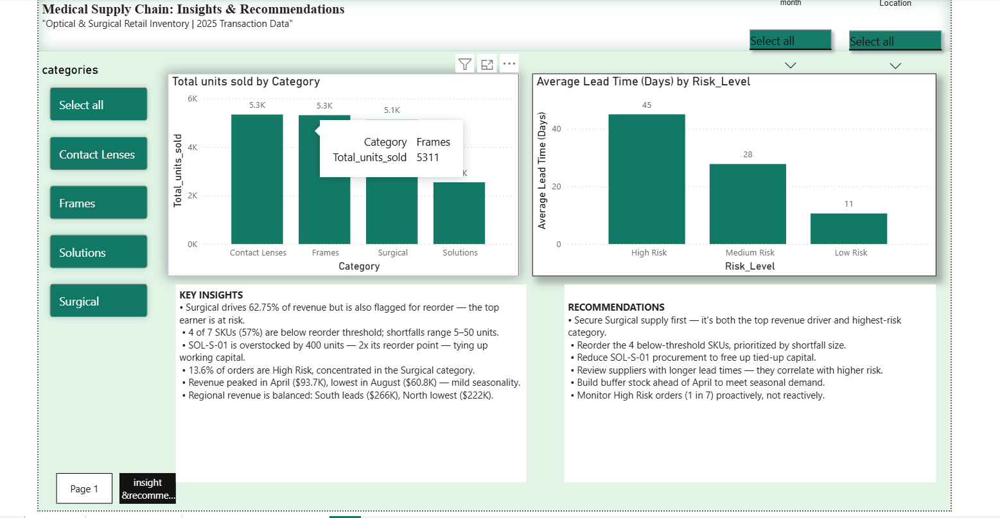 Medical Supply Chain: Insights & Recommendations
"Optical & Surgical Retail Inventory | 2025 Transaction Data"
month
Location
Select all
Select all
categories
Select all
Contact Lenses
Frames
Solutions
Surgical
Total units sold by Category
Total_units_sold
6K
4K
2K
0K
5.3K
5.3K
5.1K
K
Category Frames
Total_units_sold 5311
Contact Lenses
Frames
Surgical
Solutions
Category
Average Lead Time (Days) by Risk_Level
Average Lead Time (Days)
40
20
0
45
28
11
High Risk
Medium Risk
Low Risk
Risk_Level
KEY INSIGHTS
• Surgical drives 62.75% of revenue but is also flagged for reorder — the top
earner is at risk.
• 4 of 7 SKUs (57%) are below reorder threshold; shortfalls range 5–50 units.
• SOL-S-01 is overstocked by 400 units — 2x its reorder point — tying up
working capital.
• 13.6% of orders are High Risk, concentrated in the Surgical category.
• Revenue peaked in April ($93.7K), lowest in August ($60.8K) — mild seasonality.
• Regional revenue is balanced: South leads ($266K), North lowest ($222K).
RECOMMENDATIONS
• Secure Surgical supply first — it's both the top revenue driver and highest-risk
category.
• Reorder the 4 below-threshold SKUs, prioritized by shortfall size.
• Reduce SOL-S-01 procurement to free up tied-up capital.
• Review suppliers with longer lead times — they correlate with higher risk.
• Build buffer stock ahead of April to meet seasonal demand.
• Monitor High Risk orders (1 in 7) proactively, not reactively.
Page 1
insight
&recomme...